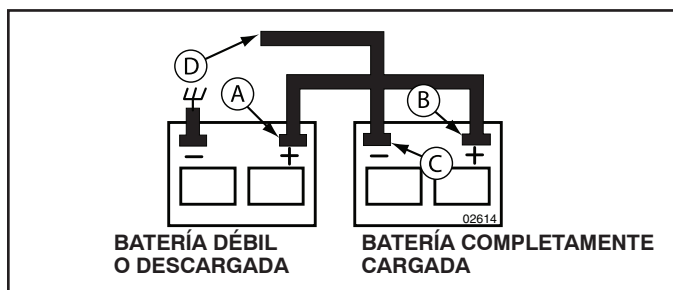 D
A
B
C
–
+
–
+
02614
BATERÍA DÉBIL
O DESCARGADA
BATERÍA COMPLETAMENTE
CARGADA